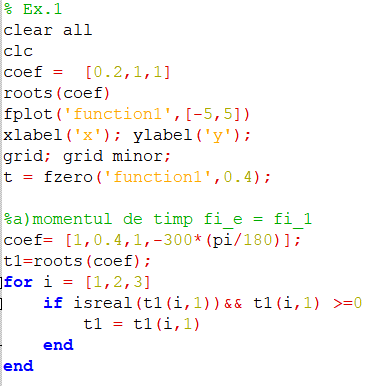 % Ex.1
clear all
clc
coef =  [0.2,1,1]
roots(coef)
fplot('function1',[-5,5])
xlabel('x'); ylabel('y');
grid; grid minor;
t = fzero('function1',0.4);

%a)momentul de timp fi_e = fi_1
coef= [1,0.4,1,-300*(pi/180)];
t1=roots(coef);
for i = [1,2,3]
    if isreal(t1(i,1))&& t1(i,1) >=0
        t1 = t1(i,1)
    end
end